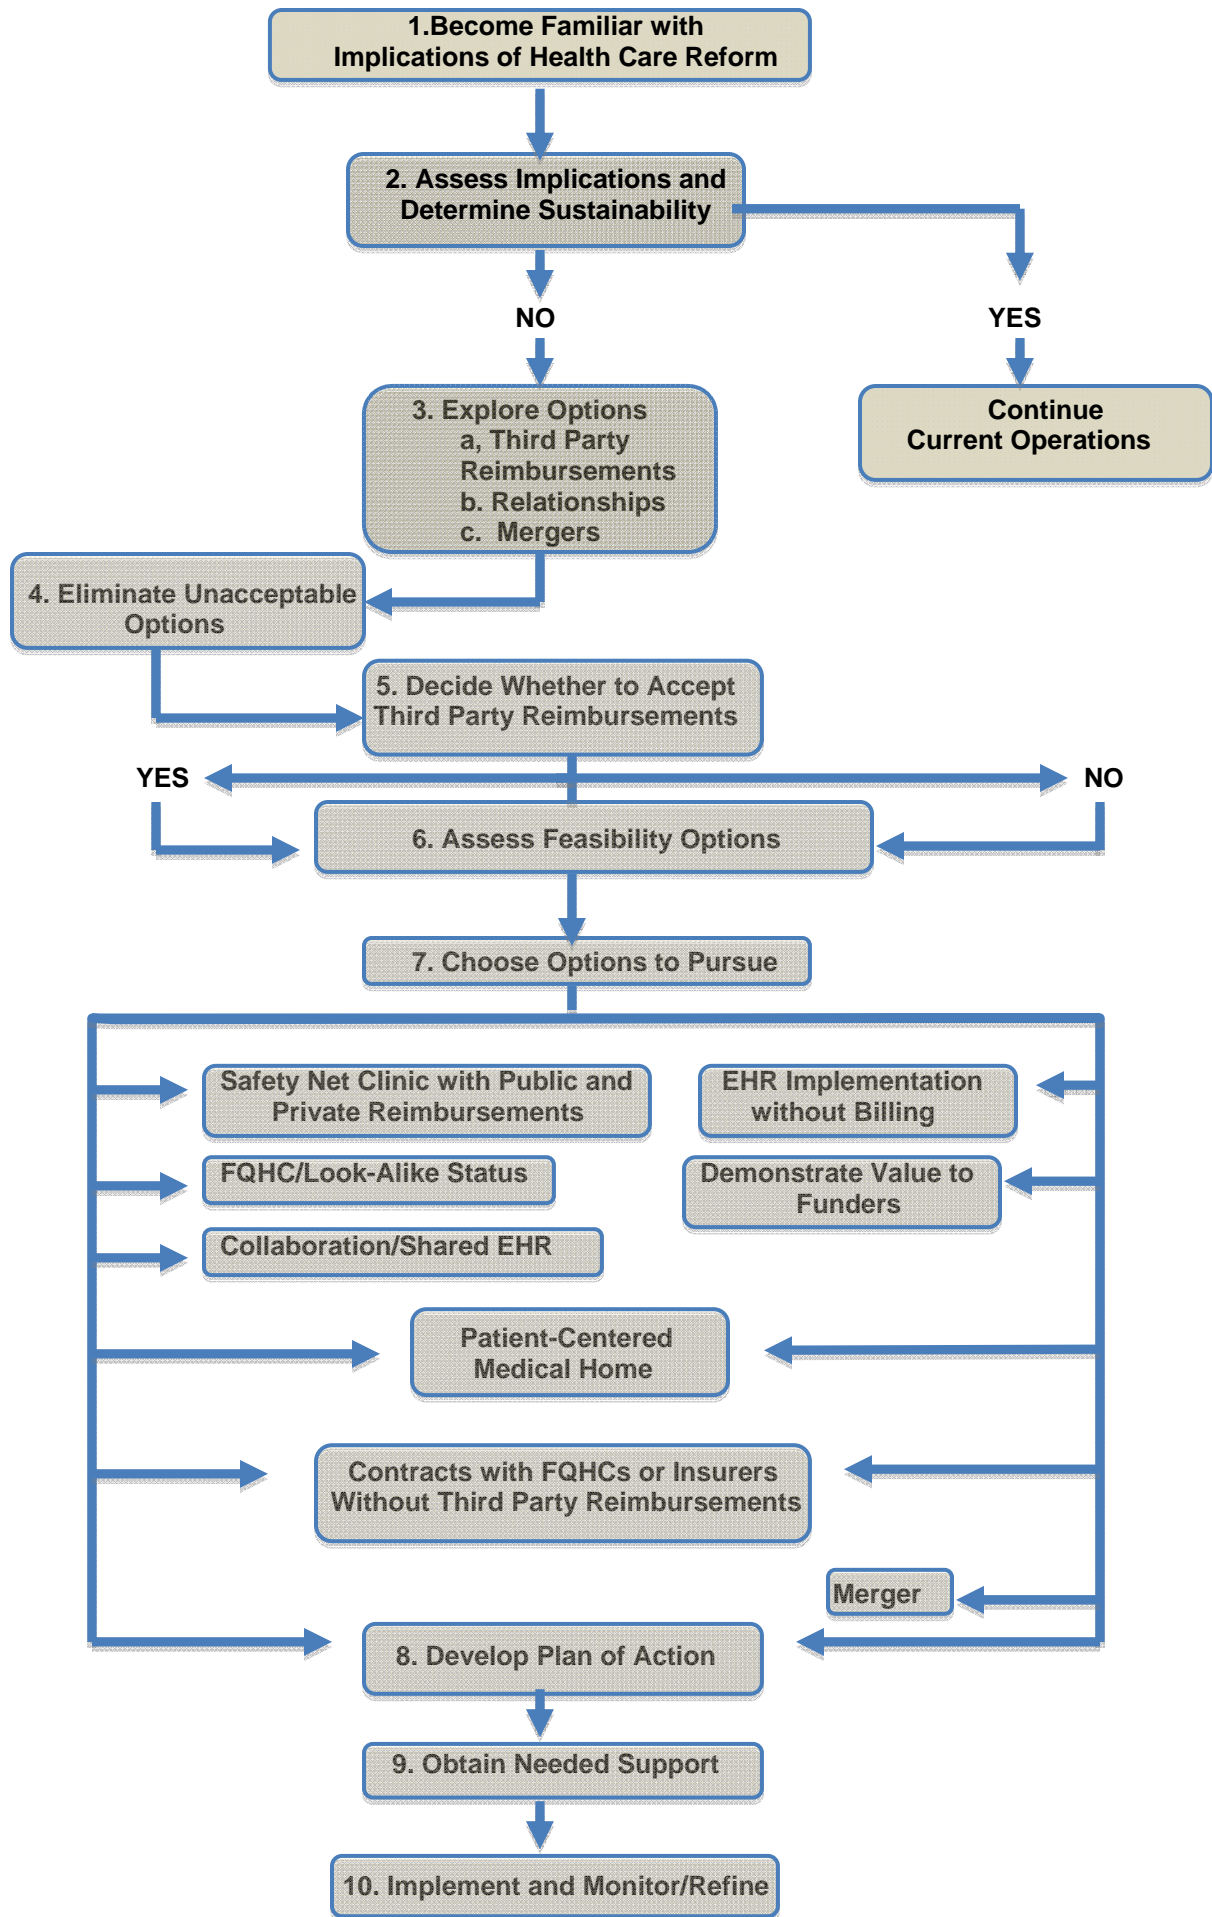 1.Become Familiar with
Implications of Health Care Reform
2. Assess Implications and
Determine Sustainability
NO
YES
3. Explore Options
a, Third Party
Reimbursements
b. Relationships
c. Mergers
Continue
Current Operations
4. Eliminate Unacceptable
Options
5. Decide Whether to Accept
Third Party Reimbursements
YES
NO
6. Assess Feasibility Options
7. Choose Options to Pursue
Safety Net Clinic with Public and
Private Reimbursements
EHR Implementation
without Billing
FQHC/Look-Alike Status
Demonstrate Value to
Funders
Collaboration/Shared EHR
Patient-Centered
Medical Home
Contracts with FQHCs or Insurers
Without Third Party Reimbursements
Merger
8. Develop Plan of Action
9. Obtain Needed Support
10. Implement and Monitor/Refine